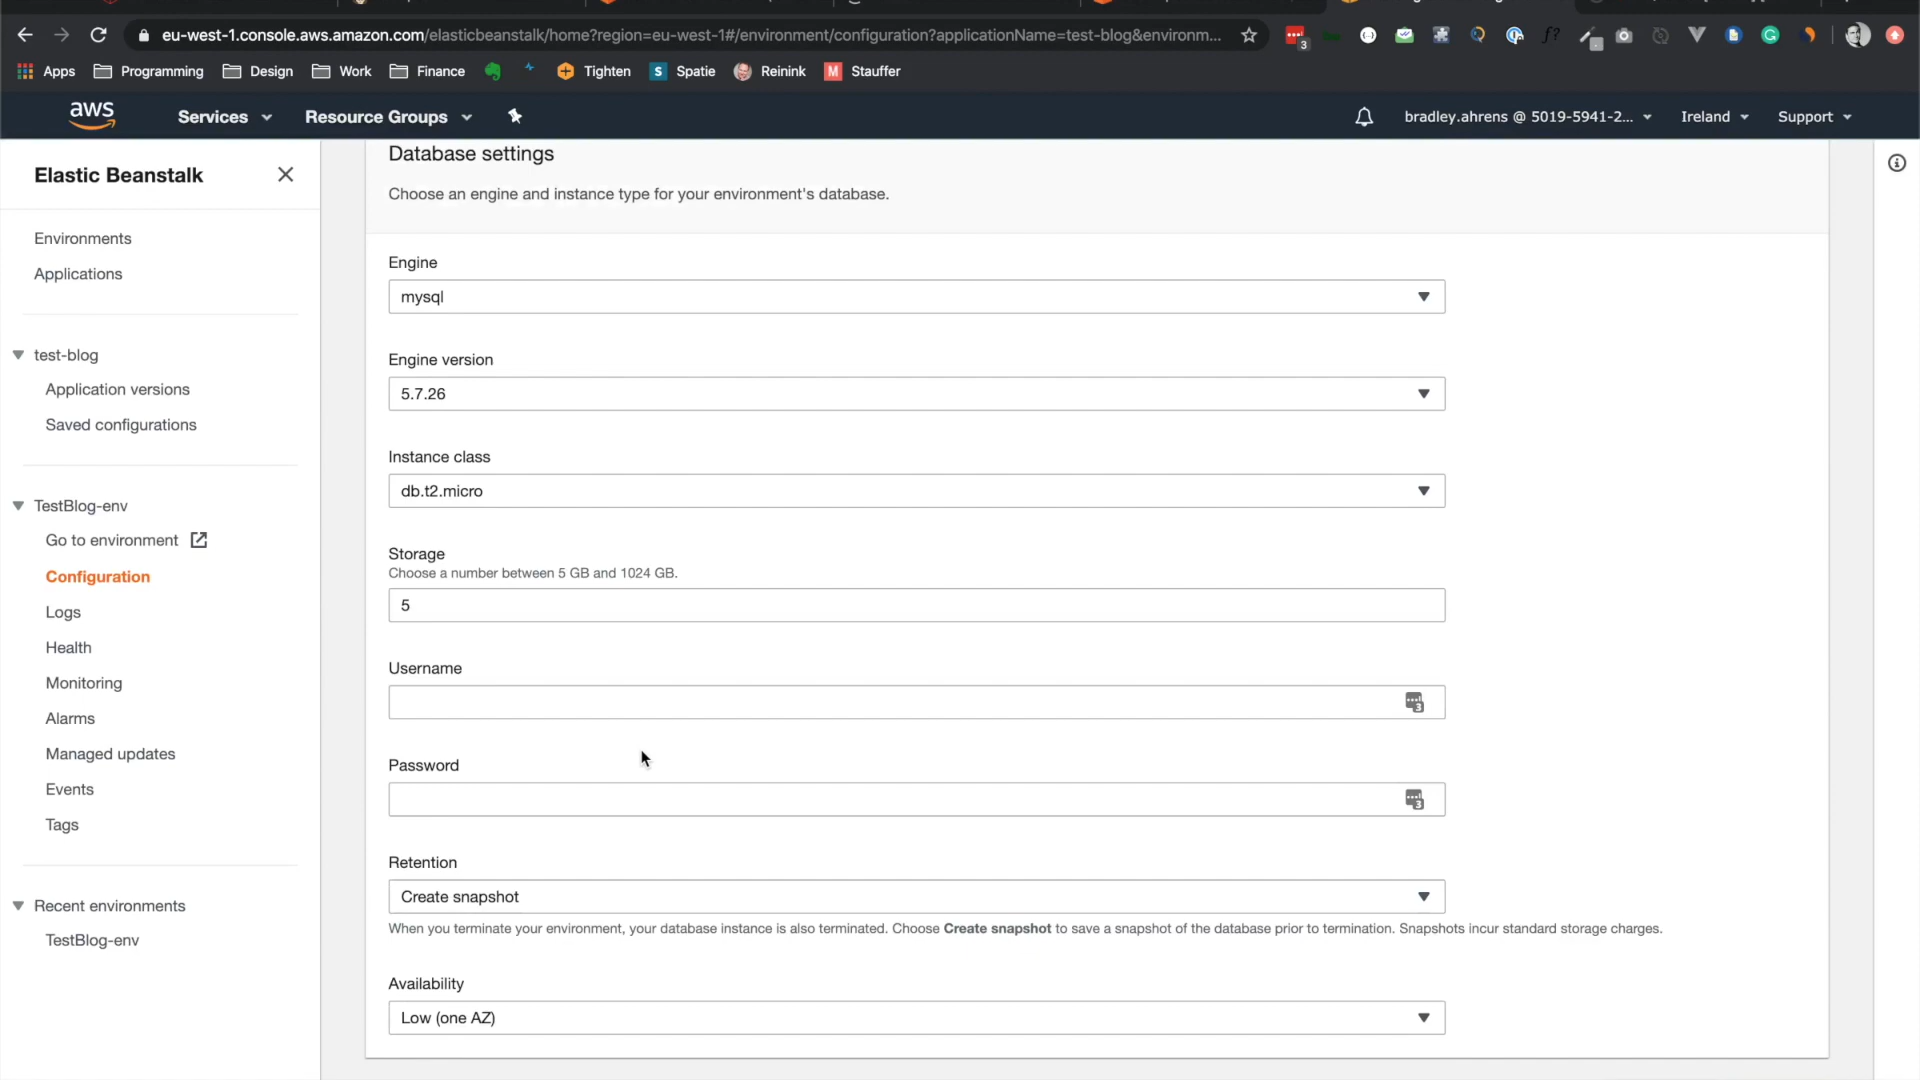 eu-west-1.console.aws.amazon.com/elasticbeanstalk/home?region=eu-west-1#/environment/configuration?applicationName=test-blog&environm...
3
f?
Apps
Programming
Design
Work
Finance
Tighten
S
Spatie
Reinink
M
Stauffer
aws
Services
Resource Groups
bradley.ahrens @ 5019-5941-2...
Ireland
Support
Elastic Beanstalk
Environments
Applications
test-blog
Application versions
Saved configurations
TestBlog-env
Go to environment
Configuration
Logs
Health
Monitoring
Alarms
Managed updates
Events
Tags
Recent environments
TestBlog-env
Database settings
Choose an engine and instance type for your environment's database.
Engine
mysql
Engine version
5.7.26
Instance class
db.t2.micro
Storage
Choose a number between 5 GB and 1024 GB.
5
Username
3
Password
3
Retention
Create snapshot
When you terminate your environment, your database instance is also terminated. Choose Create snapshot to save a snapshot of the database prior to termination. Snapshots incur standard storage charges.
Availability
Low (one AZ)